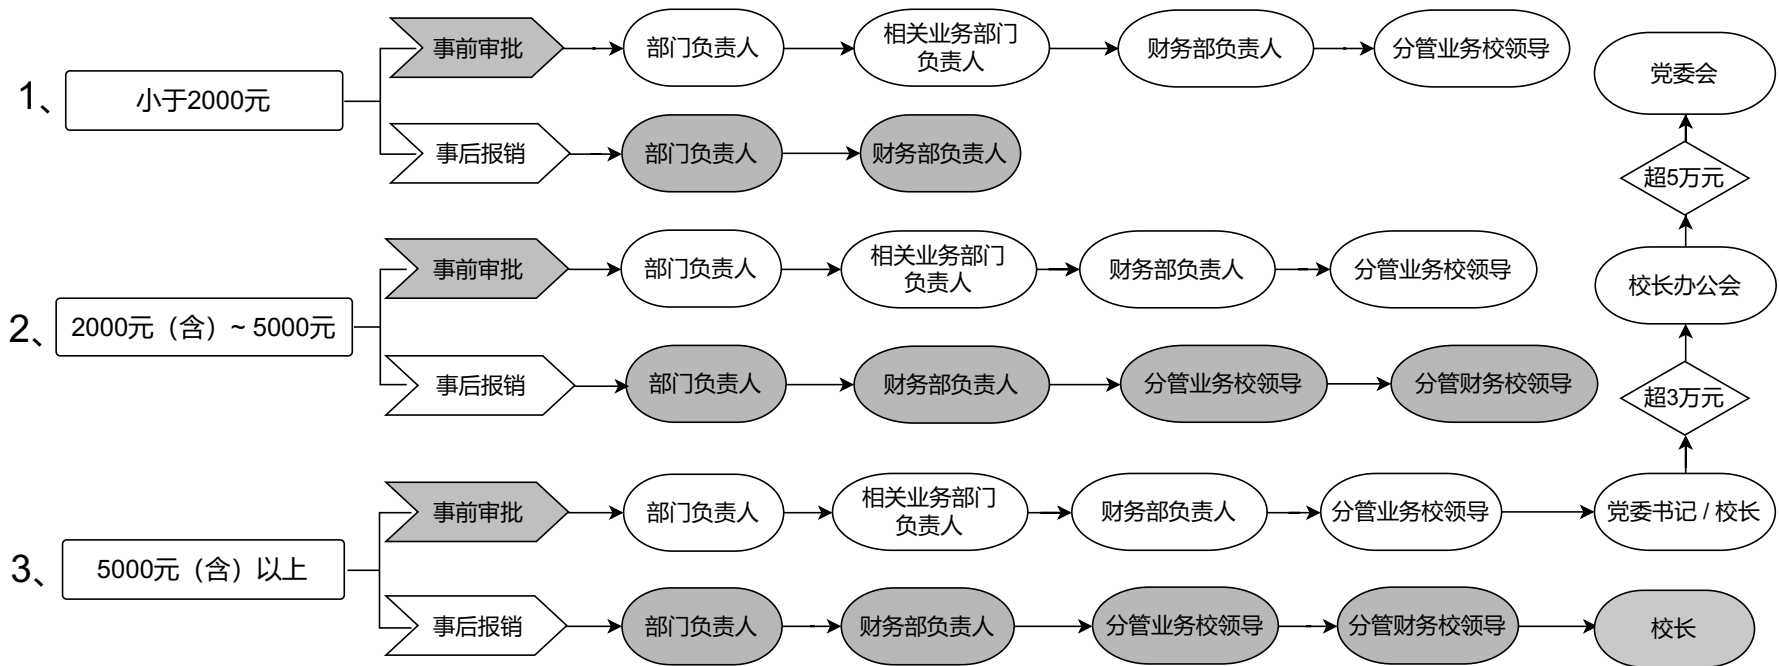 1、
小于2000元
事前审批
部门负责人
相关业务部门
负责人
财务部负责人
分管业务校领导
事后报销
部门负责人
财务部负责人
2、
2000元（含）~ 5000元
事前审批
部门负责人
相关业务部门
负责人
财务部负责人
分管业务校领导
事后报销
部门负责人
财务部负责人
分管业务校领导
分管财务校领导
3、
5000元（含）以上
事前审批
部门负责人
相关业务部门
负责人
财务部负责人
分管业务校领导
党委书记 / 校长
超3万元
校长办公会
超5万元
党委会
事后报销
部门负责人
财务部负责人
分管业务校领导
分管财务校领导
校长